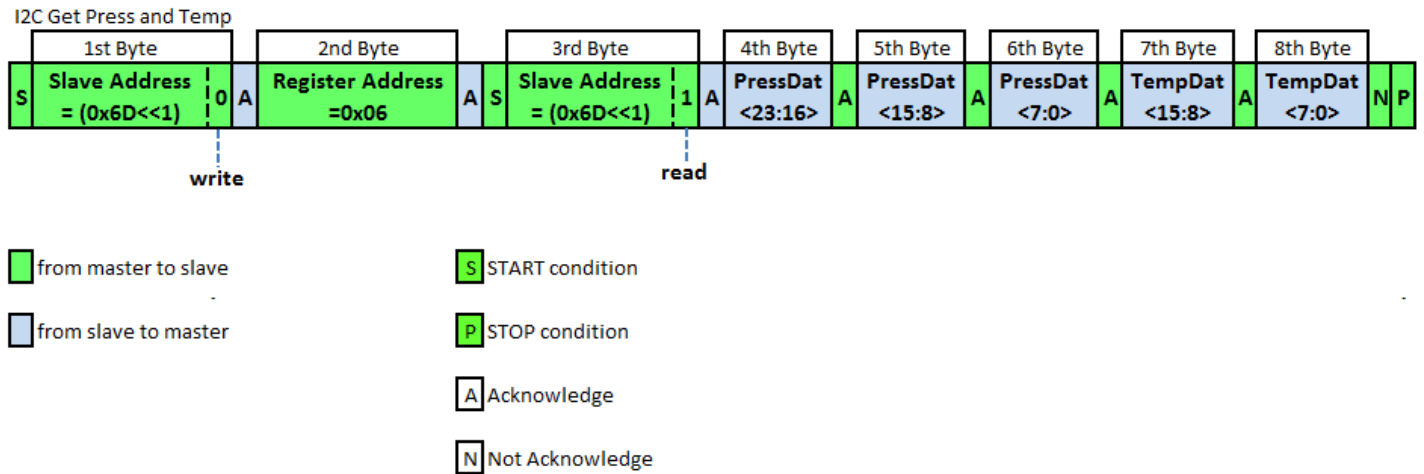 I2C Get Press and Temp
1st Byte 2nd Byte 3rd Byte 4th Byte 5th Byte 6th Byte 7th Byte 8th Byte
S Slave Address 0 A Register Address A S Slave Address 1 A PressDat A PressDat A PressDat A TempDat A TempDat N P
= (0x6D<<1) =0x06 = (0x6D<<1) <23:16> <15:8> <7:0> <15:8> <7:0>
write read
from master to slave S START condition
from slave to master P STOP condition
A Acknowledge
N Not Acknowledge